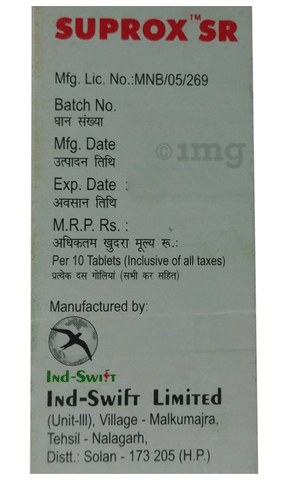 SUPROX™ SR
Mfg. Lic. No.:MNB/05/269
Batch No.
घान संख्या
Mfg. Date
उत्पादन तिथि
©1mg
Exp. Date :
अवसान तिथि
M.R.P. Rs. :
अधिकतम खुदरा मूल्य रू.:
Per 10 Tablets (Inclusive of all taxes)
प्रत्येक दस गोलियां (सभी कर सहित)
Manufactured by:
Ind-Swift
Ind-Swift Limited
(Unit-III), Village - Malkumajra,
Tehsil - Nalagarh,
Distt.: Solan - 173 205 (H.P.)